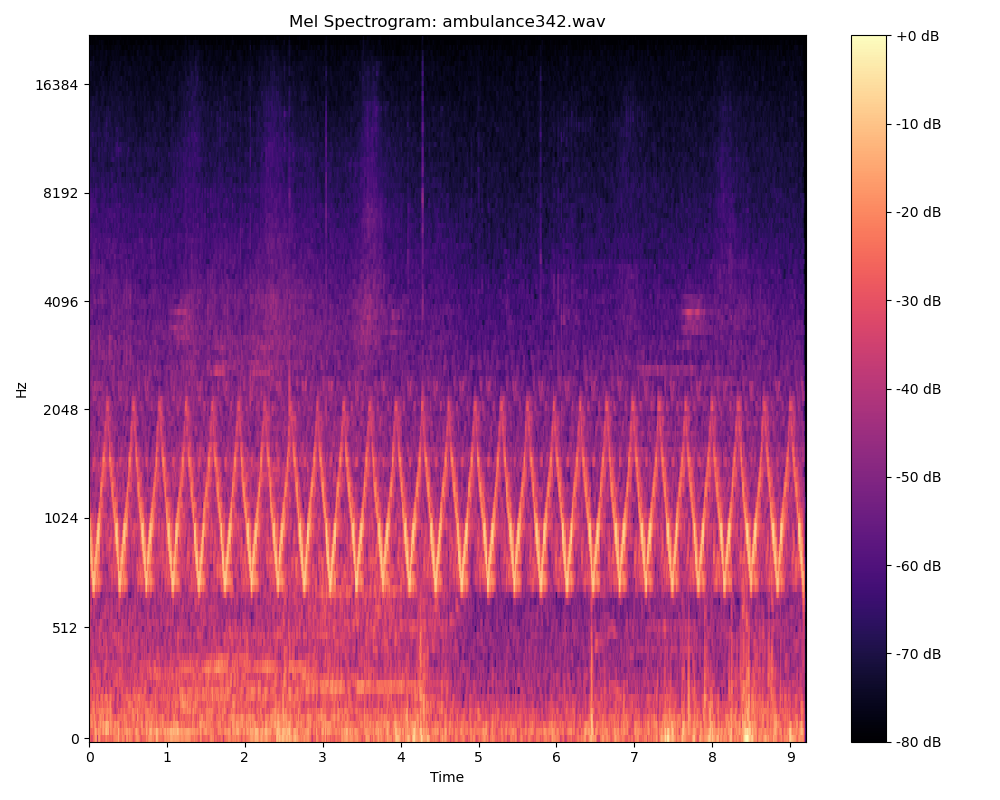 Mel Spectrogram: ambulance342.wav
+0 dB
16384
-10 dB
8192
-20 dB
4096
-30 dB
Hz
2048
-40 dB
1024
-50 dB
512
-60 dB
-70 dB
0
-80 dB
0 1 2 3 4 5 6 7 8 9
Time